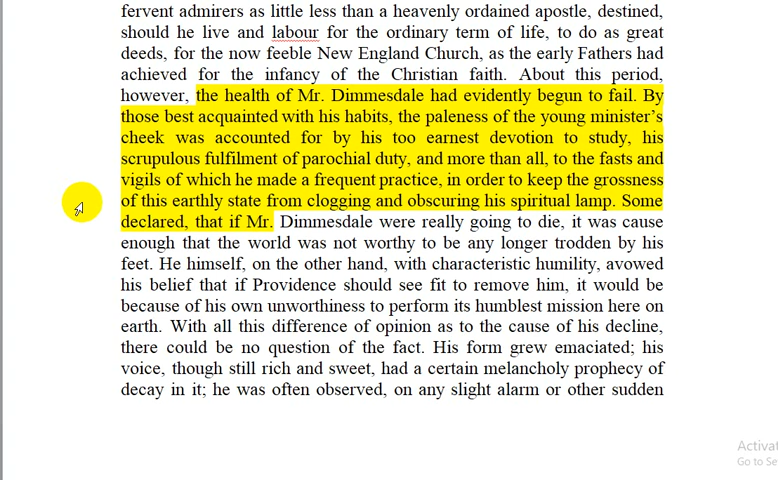 fervent admirers as little less than a heavenly ordained apostle, destined,
should he live and labour for the ordinary term of life, to do as great
deeds, for the now feeble New England Church, as the early Fathers had
achieved for the infancy of the Christian faith. About this period,
however, the health of Mr. Dimmesdale had evidently begun to fail. By
those best acquainted with his habits, the paleness of the young minister’s
cheek was accounted for by his too earnest devotion to study, his
scrupulous fulfilment of parochial duty, and more than all, to the fasts and
vigils of which he made a frequent practice, in order to keep the grossness
of this earthly state from clogging and obscuring his spiritual lamp. Some
declared, that if Mr. Dimmesdale were really going to die, it was cause
enough that the world was not worthy to be any longer trodden by his
feet. He himself, on the other hand, with characteristic humility, avowed
his belief that if Providence should see fit to remove him, it would be
because of his own unworthiness to perform its humblest mission here on
earth. With all this difference of opinion as to the cause of his decline,
there could be no question of the fact. His form grew emaciated; his
voice, though still rich and sweet, had a certain melancholy prophecy of
decay in it; he was often observed, on any slight alarm or other sudden
Activat
Go to Se